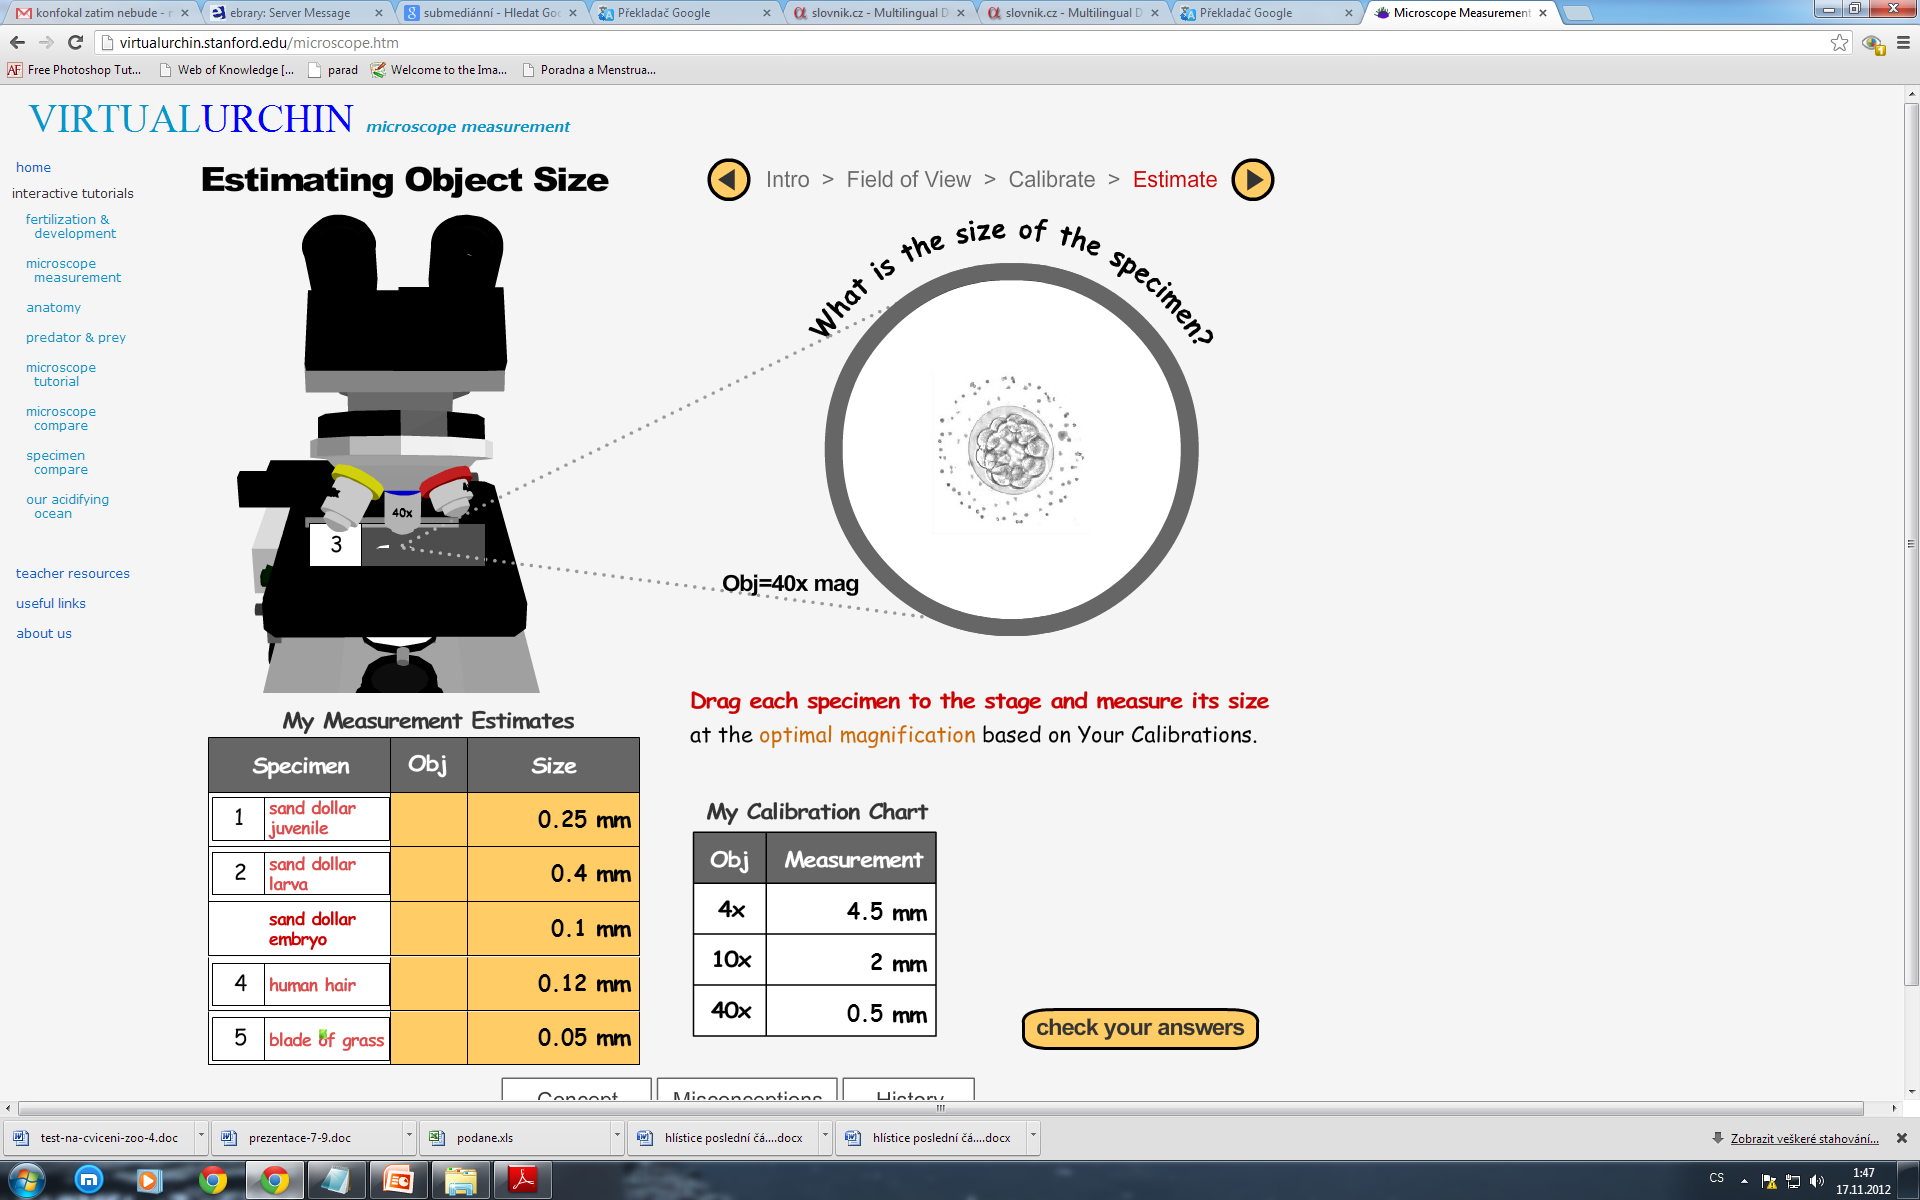 konfokal zatim nebude - n
ebrary: Server Message
submediánní - Hledat Goo
Překladač Google
slovnik.cz - Multilingual D
slovnik.cz - Multilingual D
Překladač Google
Microscope Measurement
virtualurchin.stanford.edu/microscope.htm
Free Photoshop Tut...
Web of Knowledge [...
parad
Welcome to the Ima...
Poradna a Menstrua...
VIRTUALURCHIN microscope measurement
home
interactive tutorials
fertilization &
development
microscope
measurement
anatomy
predator & prey
microscope
tutorial
microscope
compare
specimen
compare
our acidifying
ocean
teacher resources
useful links
about us
Estimating Object Size
Intro > Field of View > Calibrate > Estimate
What is the size of the specimen?
40x
3
Obj=40x mag
Drag each specimen to the stage and measure its size
at the optimal magnification based on Your Calibrations.
My Measurement Estimates
Specimen Obj Size
1 sand dollar juvenile 0.25 mm
2 sand dollar larva 0.4 mm
sand dollar embryo 0.1 mm
4 human hair 0.12 mm
5 blade of grass 0.05 mm
My Calibration Chart
Obj Measurement
4x 4.5 mm
10x 2 mm
40x 0.5 mm
check your answers
Concept
Misconceptions
History
test-na-cviceni-zoo-4.doc
prezentace-7-9.doc
podane.xls
hlístice poslední čá....docx
hlístice poslední čá....docx
Zobrazit veškeré stahování...
CS
1:47
17.11.2012